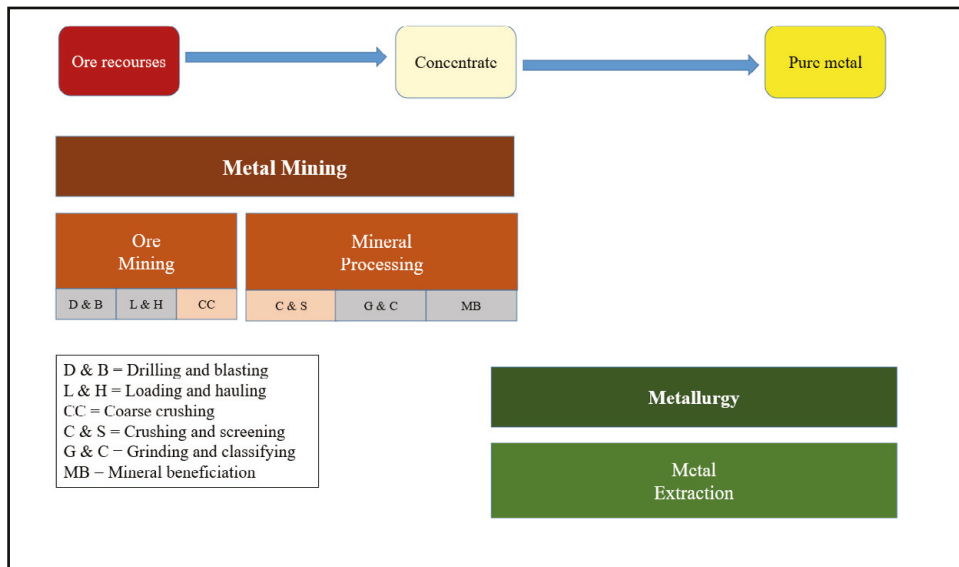 Ore recourses
Concentrate
Pure metal
Metal Mining
Ore
Mining
Mineral
Processing
D & B
L & H
CC
C & S
G & C
MB
D & B = Drilling and blasting
L & H = Loading and hauling
CC = Coarse crushing
C & S = Crushing and screening
G & C = Grinding and classifying
MB = Mineral beneficiation
Metallurgy
Metal
Extraction